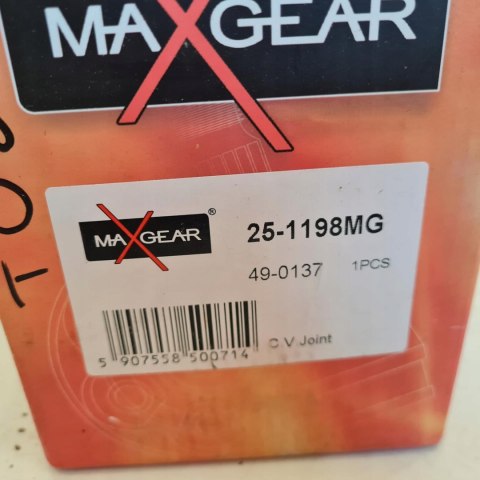 MAXGEAR
MAXGEAR ®
25-1198MG
49-0137 1PCS
5 907558 500714
C V Joint